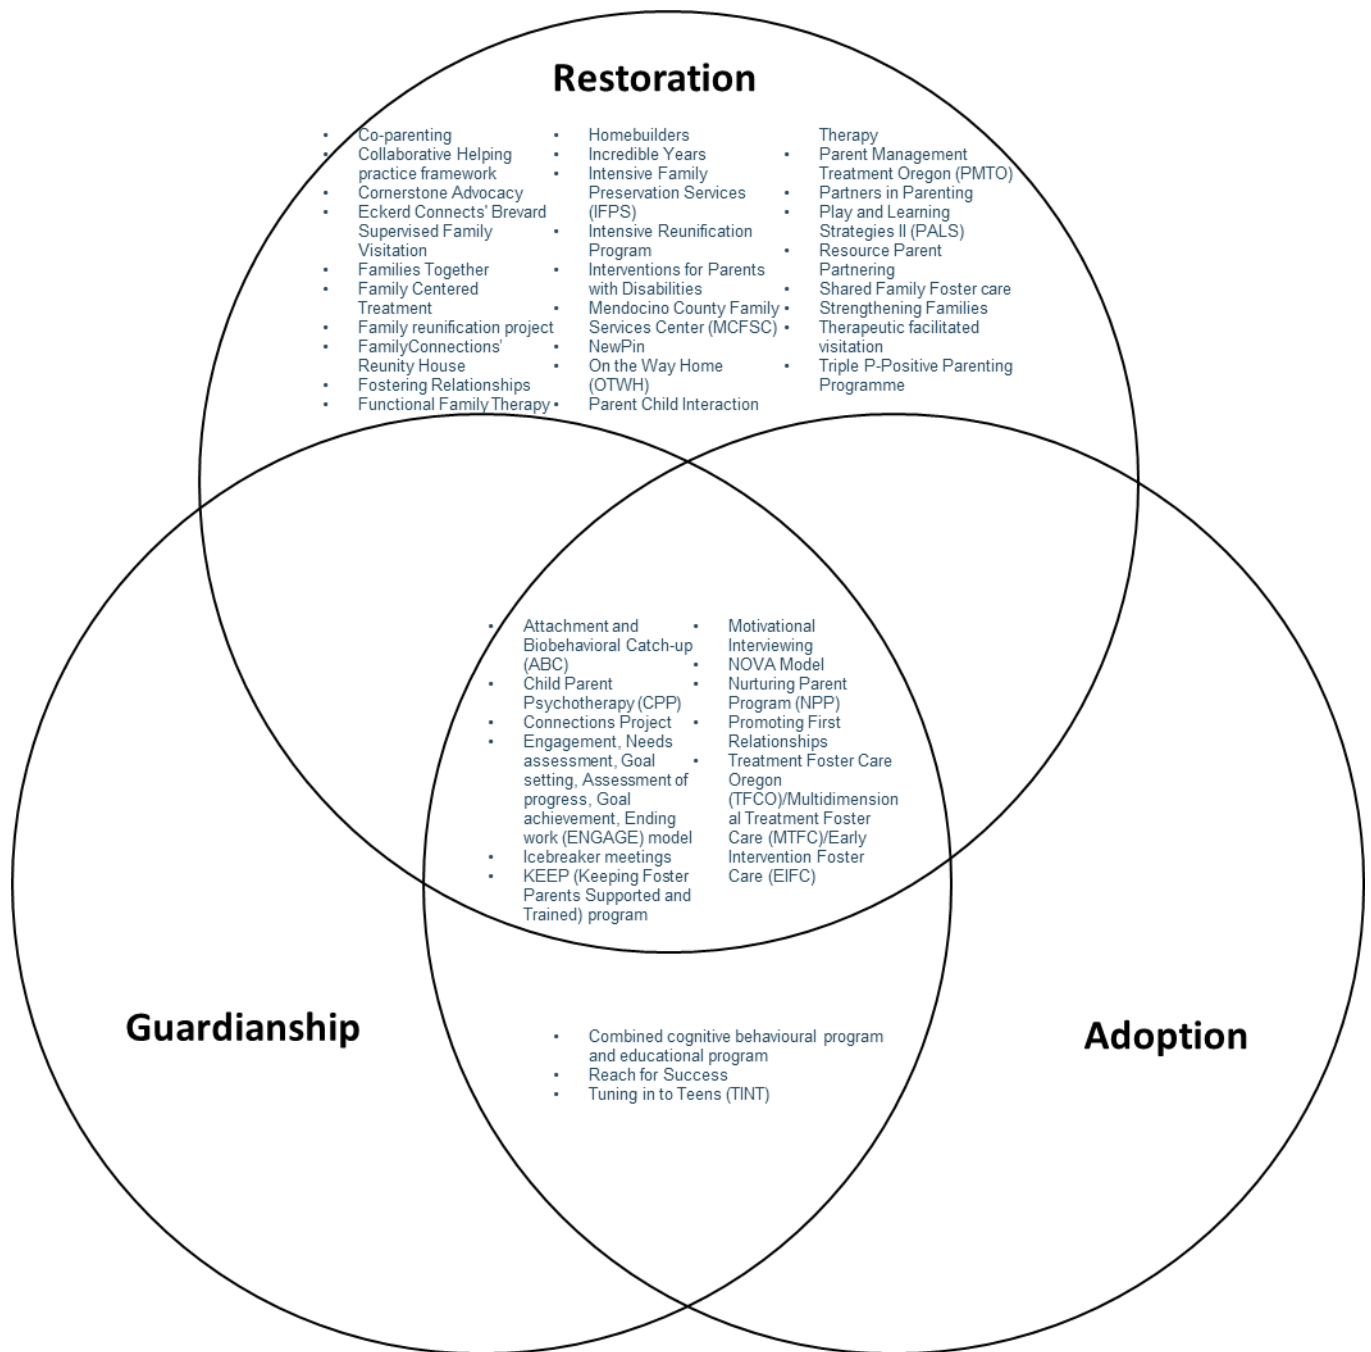 Restoration
• Co-parenting
• Collaborative Helping
practice framework
• Cornerstone Advocacy
• Eckerd Connects' Brevard
Supervised Family
Visitation
• Families Together
• Family Centered
Treatment
• Family reunification project
• FamilyConnections'
Reunity House
• Fostering Relationships
• Functional Family Therapy
• Homebuilders
• Incredible Years
• Intensive Family
Preservation Services
(IFPS)
• Intensive Reunification
Program
• Interventions for Parents
with Disabilities
• Mendocino County Family
Services Center (MCFSC)
• NewPin
• On the Way Home
(OTWH)
• Parent Child Interaction
Therapy
• Parent Management
Treatment Oregon (PMTO)
• Partners in Parenting
• Play and Learning
Strategies II (PALS)
• Resource Parent
Partnering
• Shared Family Foster care
• Strengthening Families
• Therapeutic facilitated
visitation
• Triple P-Positive Parenting
Programme
• Attachment and
Biobehavioral Catch-up
(ABC)
• Child Parent
Psychotherapy (CPP)
• Connections Project
• Engagement, Needs
assessment, Goal
setting, Assessment of
progress, Goal
achievement, Ending
work (ENGAGE) model
• Icebreaker meetings
• KEEP (Keeping Foster
Parents Supported and
Trained) program
• Motivational
Interviewing
• NOVA Model
• Nurturing Parent
Program (NPP)
• Promoting First
Relationships
• Treatment Foster Care
Oregon
(TFCO)/Multidimension
al Treatment Foster
Care (MTFC)/Early
Intervention Foster
Care (EIFC)
Guardianship
• Combined cognitive behavioural program
and educational program
• Reach for Success
• Tuning in to Teens (TINT)
Adoption